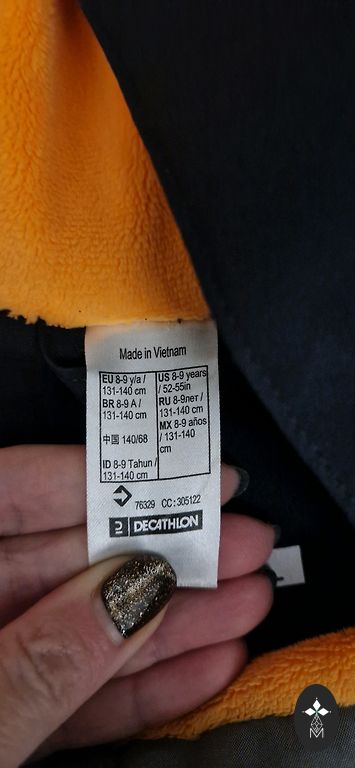 Made in Vietnam
EU 8-9 y/a /
131-140 cm
BR 8-9 A /
131-140 cm
中国 140/68
ID 8-9 Tahun /
131-140 cm
US 8-9 years
/ 52-55in
RU 8-9лет /
131-140 cm
MX 8-9 años
/ 131-140
cm
76329 CC:305122
DECATHLON
M